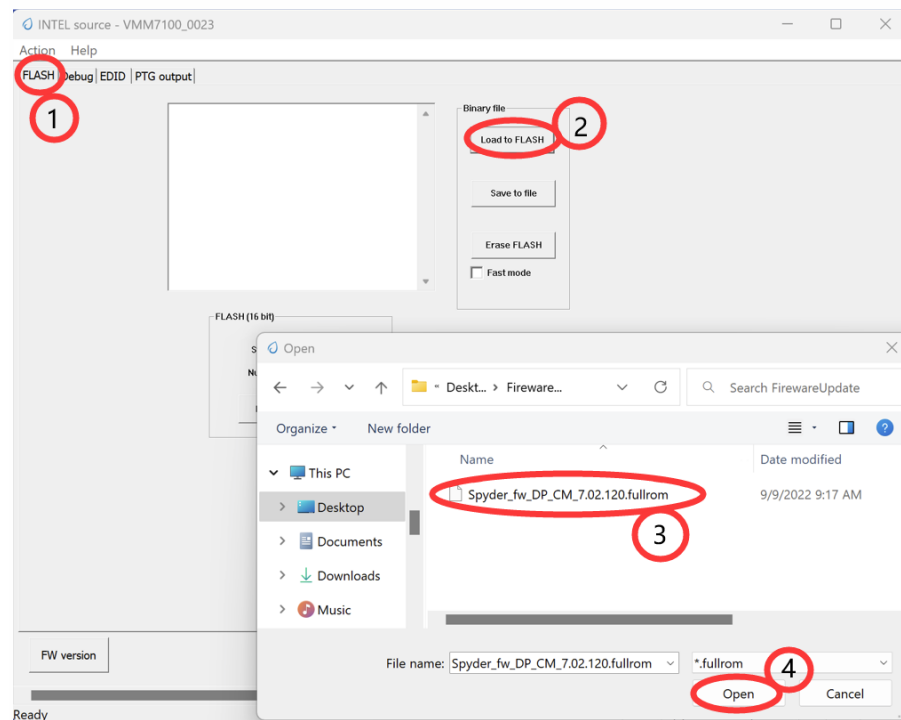 INTEL source - VMM7100_0023
Action Help
FLASH Debug EDID PTG output
1
Binary file
2
Load to FLASH
Save to file
Erase FLASH
Fast mode
FLASH (16 bit)
Open
« Deskt... › Fireware...
Search FirewareUpdate
Organize New folder
Name Date modified
This PC
Spyder_fw_DP_CM_7.02.120.fullrom 9/9/2022 9:17 AM
Desktop
3
Documents
Downloads
Music
FW version
File name: Spyder_fw_DP_CM_7.02.120.fullrom *.fullrom
4
Open Cancel
Ready